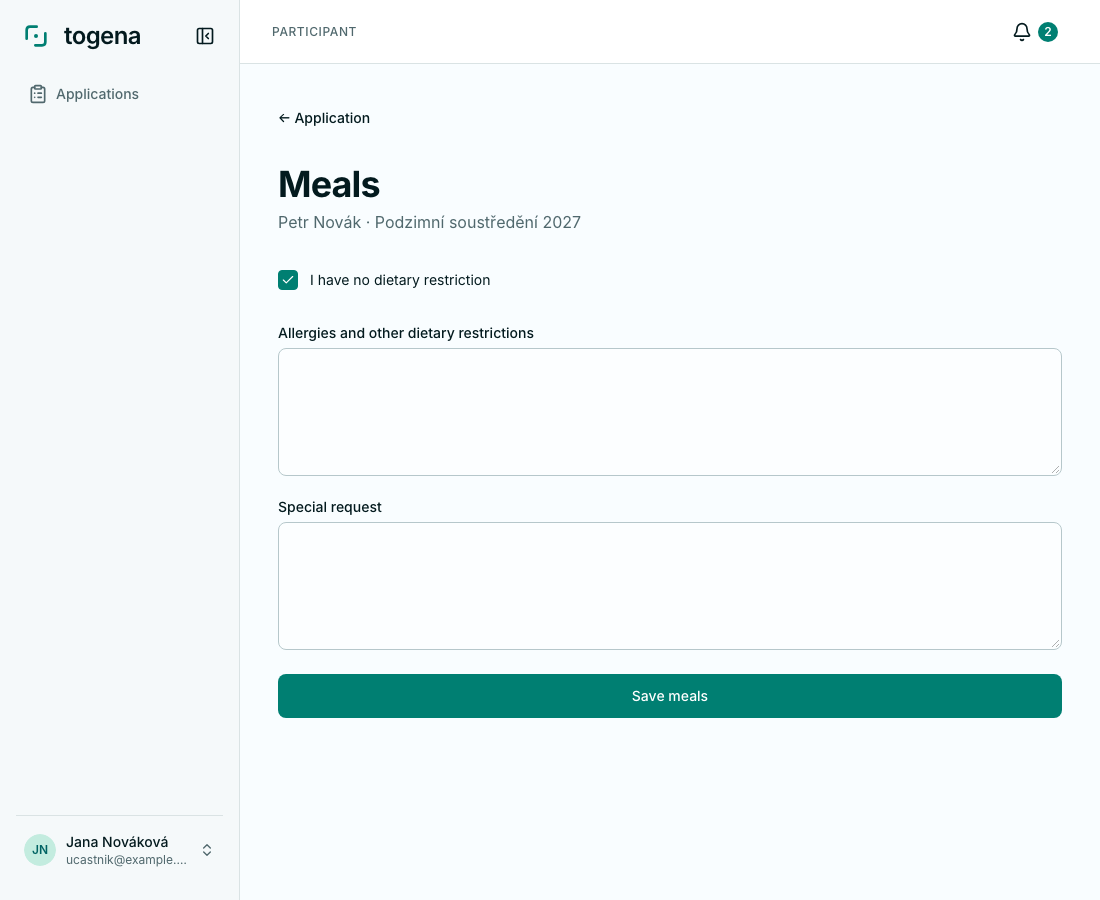 togena
PARTICIPANT
2
Applications
← Application
Meals
Petr Novák · Podzimní soustředění 2027
I have no dietary restriction
Allergies and other dietary restrictions
Special request
Save meals
JN
Jana Nováková
ucastnik@example....